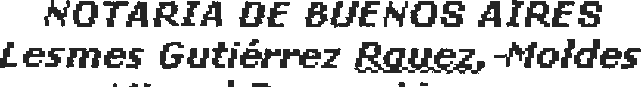 NOTARIA DE BUENOS AIRES
Lesmes Gutiérrez Rquez,-Moldes